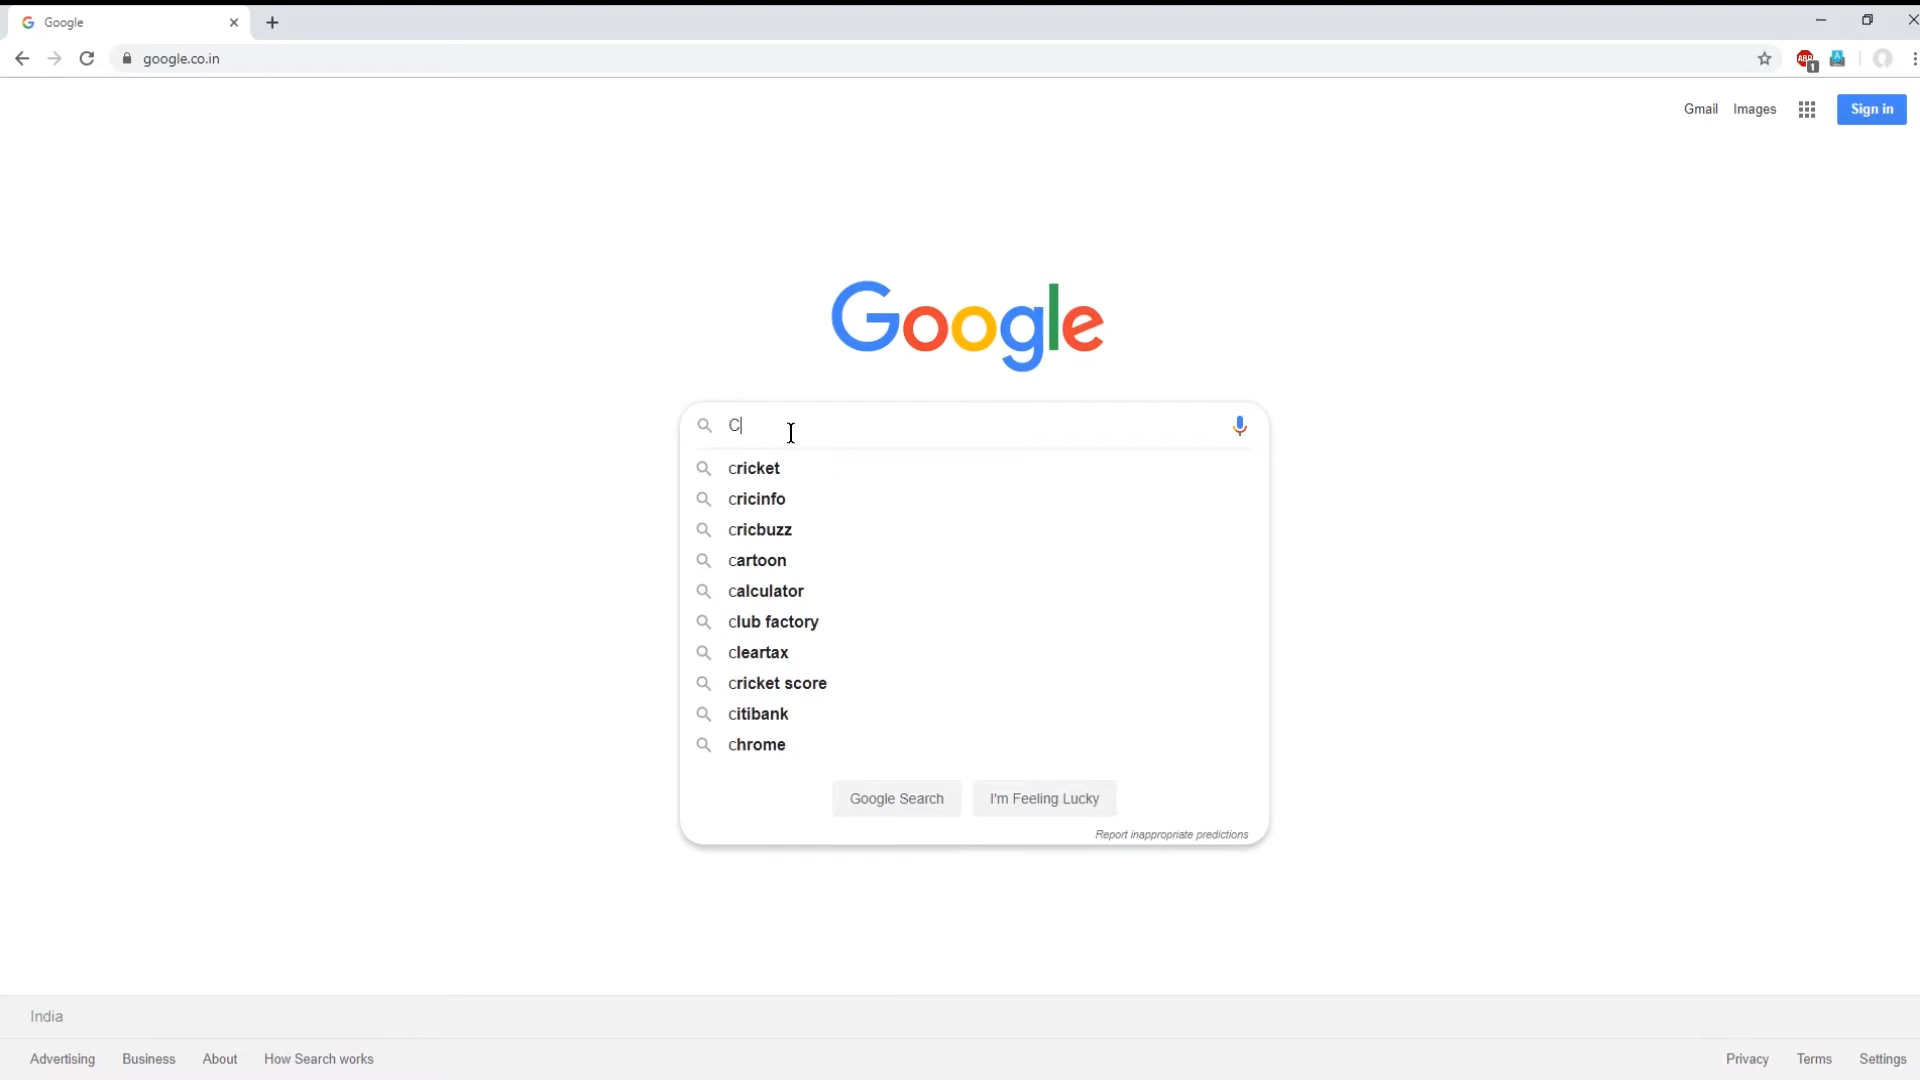 Google
google.co.in
ABP
1
Gmail Images Sign in
Google
C
cricket
cricinfo
cricbuzz
cartoon
calculator
club factory
cleartax
cricket score
citibank
chrome
Google Search I'm Feeling Lucky
Report inappropriate predictions
India
Advertising Business About How Search works Privacy Terms Settings